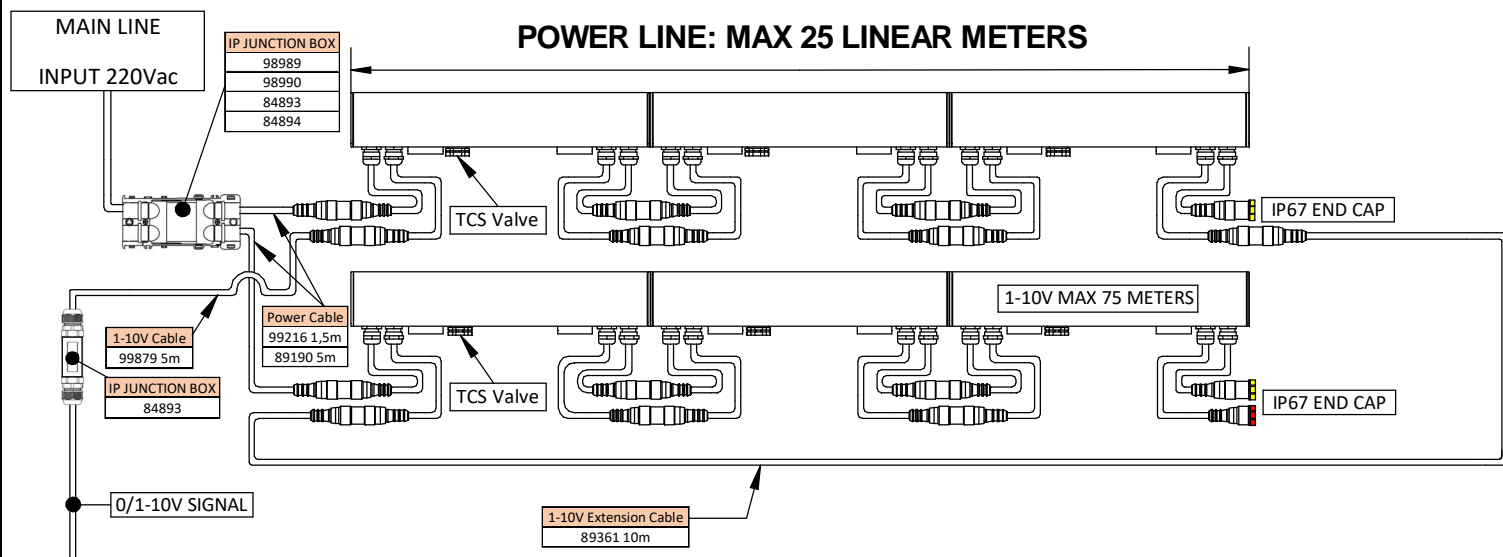 MAIN LINE
INPUT 220Vac
IP JUNCTION BOX
98989
98990
84893
84894
POWER LINE: MAX 25 LINEAR METERS
TCS Valve
IP67 END CAP
1-10V MAX 75 METERS
1-10V Cable
99879 5m
Power Cable
99216 1,5m
89190 5m
IP JUNCTION BOX
84893
TCS Valve
IP67 END CAP
0/1-10V SIGNAL
1-10V Extension Cable
89361 10m